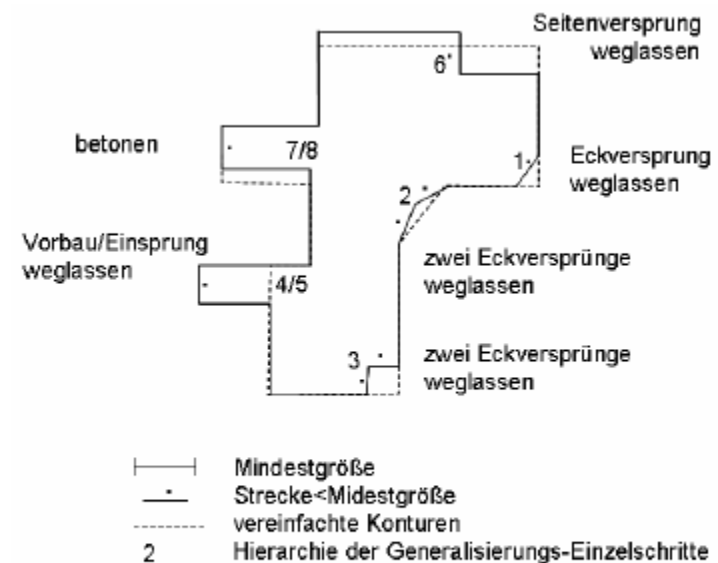 Seitenversprung
weglassen
6
betonen
7/8
1
Eckversprung
weglassen
2
Vorbau/Einsprung
weglassen
4/5
zwei Eckversprünge
weglassen
3
zwei Eckversprünge
weglassen
Mindestgröße
Strecke<Midestgröße
vereinfachte Konturen
2 Hierarchie der Generalisierungs-Einzelschritte